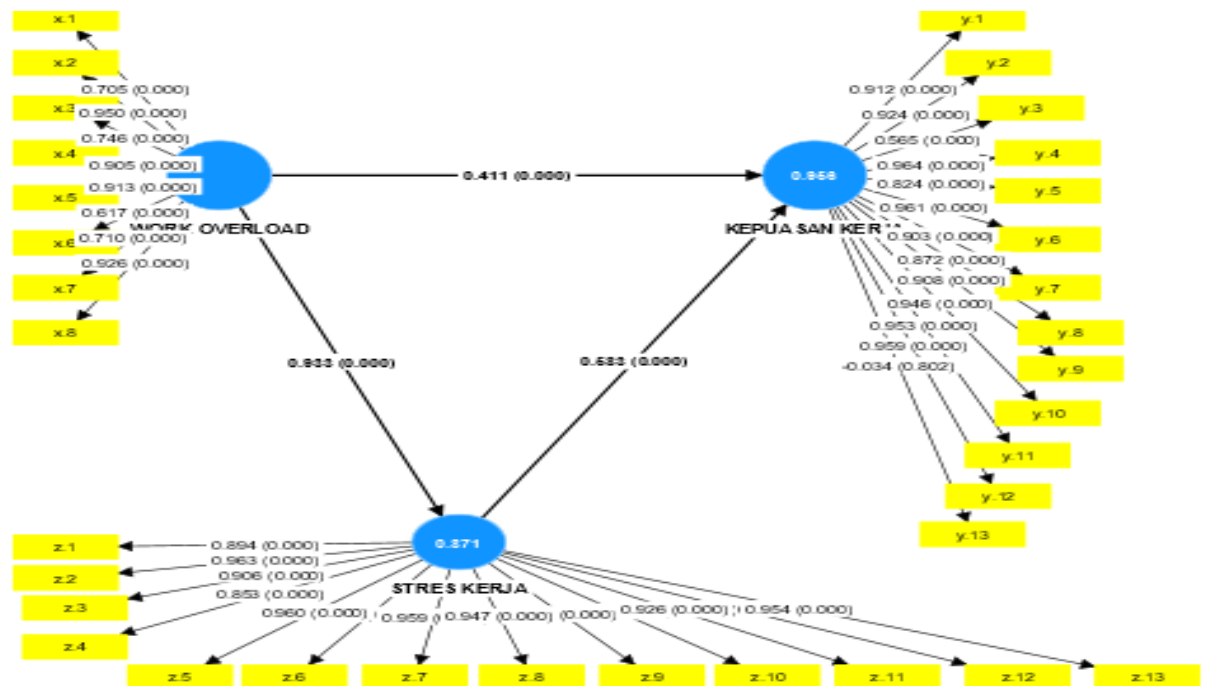 x.1
x.2
x.3
x.4
x.5
x.6
x.7
x.8
0.705 (0.000)
0.950 (0.000)
0.746 (0.000)
0.905 (0.000)
0.913 (0.000)
0.617 (0.000)
0.710 (0.000)
0.926 (0.000)
WORK OVERLOAD
0.411 (0.000)
0.933 (0.000)
0.583 (0.000)
KEPUASAN KER
y.1
y.2
y.3
y.4
y.5
y.6
y.7
y.8
y.9
y.10
y.11
y.12
y.13
0.912 (0.000)
0.924 (0.000)
0.565 (0.000)
0.964 (0.000)
0.824 (0.000)
0.961 (0.000)
0.903 (0.000)
0.872 (0.000)
0.908 (0.000)
0.946 (0.000)
0.953 (0.000)
0.959 (0.000)
-0.034 (0.802)
0.871
STRES KERJA
0.894 (0.000)
0.963 (0.000)
0.906 (0.000)
0.853 (0.000)
0.960 (0.000)
0.959
0.947 (0.000)
(0.000)
0.926 (0.000)
0.954 (0.000)
z.1
z.2
z.3
z.4
z.5
z.6
z.7
z.8
z.9
z.10
z.11
z.12
z.13